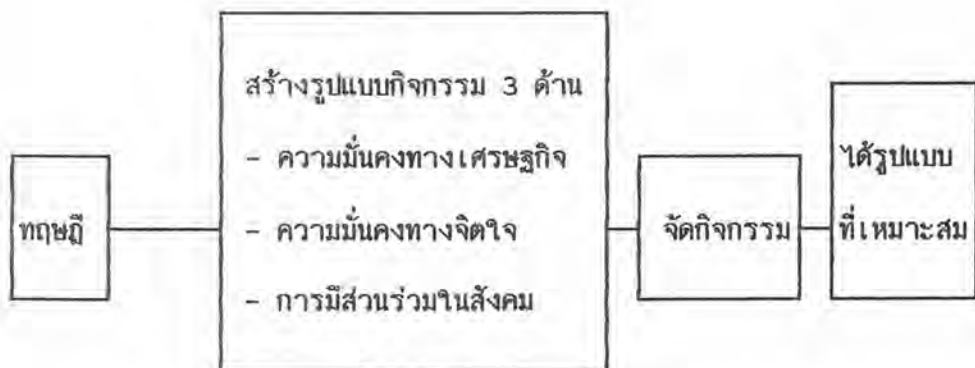 ทฤษฎี
สร้างรูปแบบกิจกรรม 3 ด้าน
- ความมั่นคงทางเศรษฐกิจ
- ความมั่นคงทางจิตใจ
- การมีส่วนร่วมในสังคม
จัดกิจกรรม
ได้รูปแบบ
ที่เหมาะสม